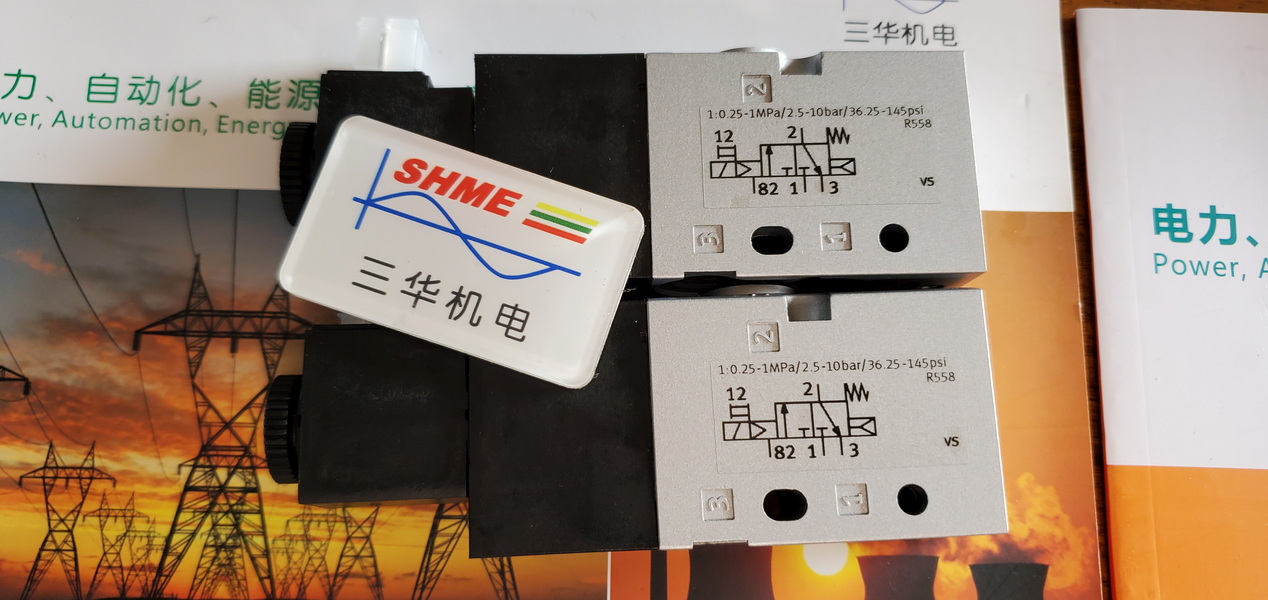 三华机电
力、自动化、能源
wer, Automation, Energ
SHME
三华机电
2
1:0.25-1MPa/2.5-10bar/36.25-145psi
R558
12
2
82 1 3
VS
3
1
2
1:0.25-1MPa/2.5-10bar/36.25-145psi
R558
12
2
82 1 3
VS
3
1
电力、
Power, A